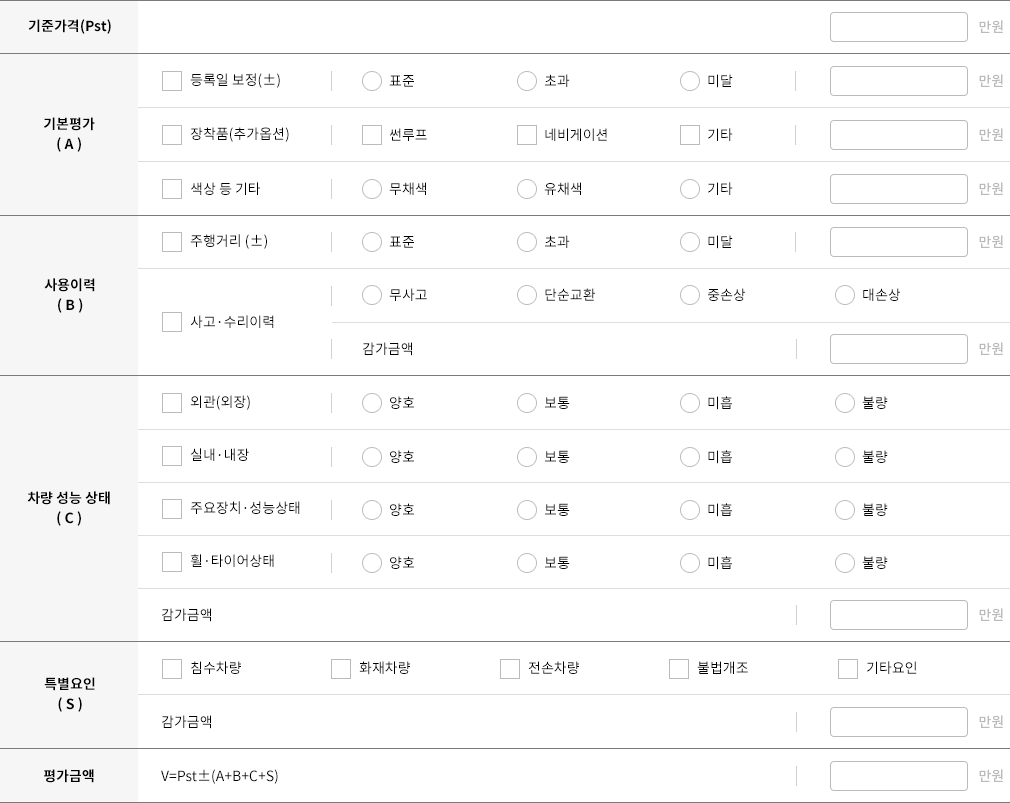 기준가격(Pst) 만원
기본평가
( A )
등록일 보정(±) 표준 초과 미달 만원
장착품(추가옵션) 썬루프 네비게이션 기타 만원
색상 등 기타 무채색 유채색 기타 만원
사용이력
( B )
주행거리 (±) 표준 초과 미달 만원
사고·수리이력 무사고 단순교환 중손상 대손상
감가금액 만원
차량 성능 상태
( C )
외관(외장) 양호 보통 미흡 불량
실내·내장 양호 보통 미흡 불량
주요장치·성능상태 양호 보통 미흡 불량
휠·타이어상태 양호 보통 미흡 불량
감가금액 만원
특별요인
( S )
침수차량 화재차량 전손차량 불법개조 기타요인
감가금액 만원
평가금액 V=Pst±(A+B+C+S) 만원